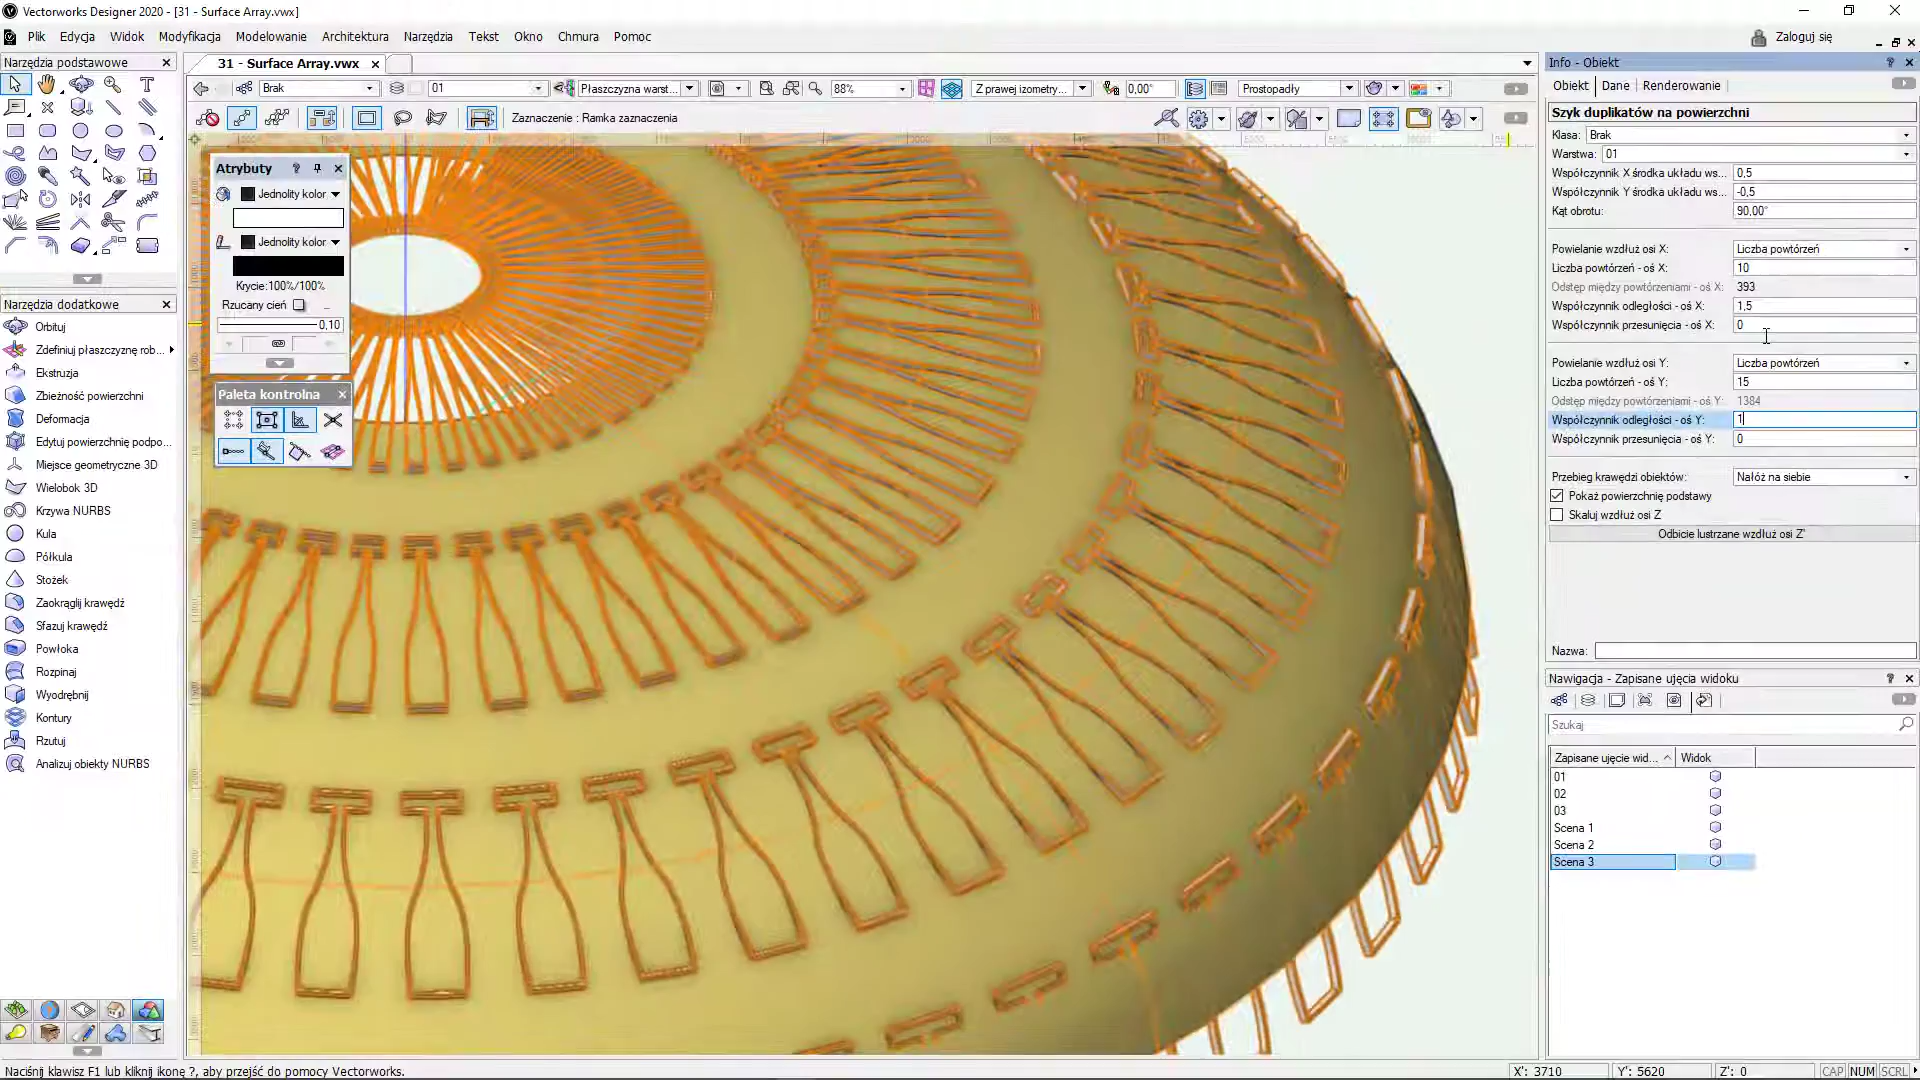 Vectorworks Designer 2020 - [31 - Surface Array.vwx]
Plik Edycja Widok Modyfikacja Modelowanie Architektura Narzędzia Tekst Okno Chmura Pomoc
Zaloguj się
Narzędzia podstawowe
31 - Surface Array.vwx
Brak
01
Płaszczyzna warst...
88%
Z prawej izometry...
0,00°
Prostopadły
Zaznaczenie : Ramka zaznaczenia
Atrybuty
Jednolity kolor
Jednolity kolor
Krycie:100%/100%
Rzucany cień
0,10
Paleta kontrolna
Narzędzia dodatkowe
Orbituj
Zdefiniuj płaszczyznę rob...
Ekstruzja
Zbieżność powierzchni
Deformacja
Edytuj powierzchnię podpo...
Miejsce geometryczne 3D
Wielobok 3D
Krzywa NURBS
Kula
Półkula
Stożek
Zaokrąglij krawędź
Sfazuj krawędź
Powłoka
Rozpinaj
Wyodrębnij
Kontury
Rzutuj
Analizuj obiekty NURBS
Info - Obiekt
Obiekt Dane Renderowanie
Szyk duplikatów na powierzchni
Klasa: Brak
Warstwa: 01
Współczynnik X środka układu ws... 0,5
Współczynnik Y środka układu ws... -0,5
Kąt obrotu: 90,00°
Powielanie wzdłuż osi X: Liczba powtórzeń
Liczba powtórzeń - oś X: 10
Odstęp między powtórzeniami - oś X: 393
Współczynnik odległości - oś X: 1,5
Współczynnik przesunięcia - oś X: 0
Powielanie wzdłuż osi Y: Liczba powtórzeń
Liczba powtórzeń - oś Y: 15
Odstęp między powtórzeniami - oś Y: 1384
Współczynnik odległości - oś Y: 1
Współczynnik przesunięcia - oś Y: 0
Przebieg krawędzi obiektów: Nałóż na siebie
Pokaż powierzchnię podstawy
Skaluj wzdłuż osi Z
Odbicie lustrzane wzdłuż osi Z'
Nazwa:
Nawigacja - Zapisane ujęcia widoku
Szukaj
Zapisane ujęcie wid... Widok
01
02
03
Scena 1
Scena 2
Scena 3
Naciśnij klawisz F1 lub kliknij ikonę ?, aby przejść do pomocy Vectorworks.
X': 3710 Y': 5620 Z': 0 CAP NUM SCRL